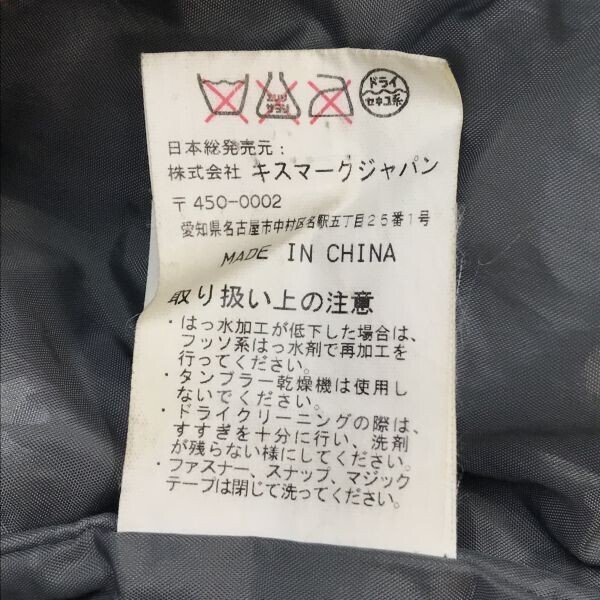 エンソ
サラシ
ドライ
セキユ系
日本総発売元:
株式会社 キスマークジャパン
〒450-0002
愛知県名古屋市中村区名駅五丁目25番1号
MADE IN CHINA
取り扱い上の注意
・はっ水加工が低下した場合は、
フッソ系はっ水剤で再加工を
行ってください。
・タンブラー乾燥機は使用し
ないでください。
・ドライクリーニングの際は、
すすぎを十分に行い、洗剤
が残らない様にしてください。
・ファスナー、スナップ、マジック
テープは閉じて洗ってください。